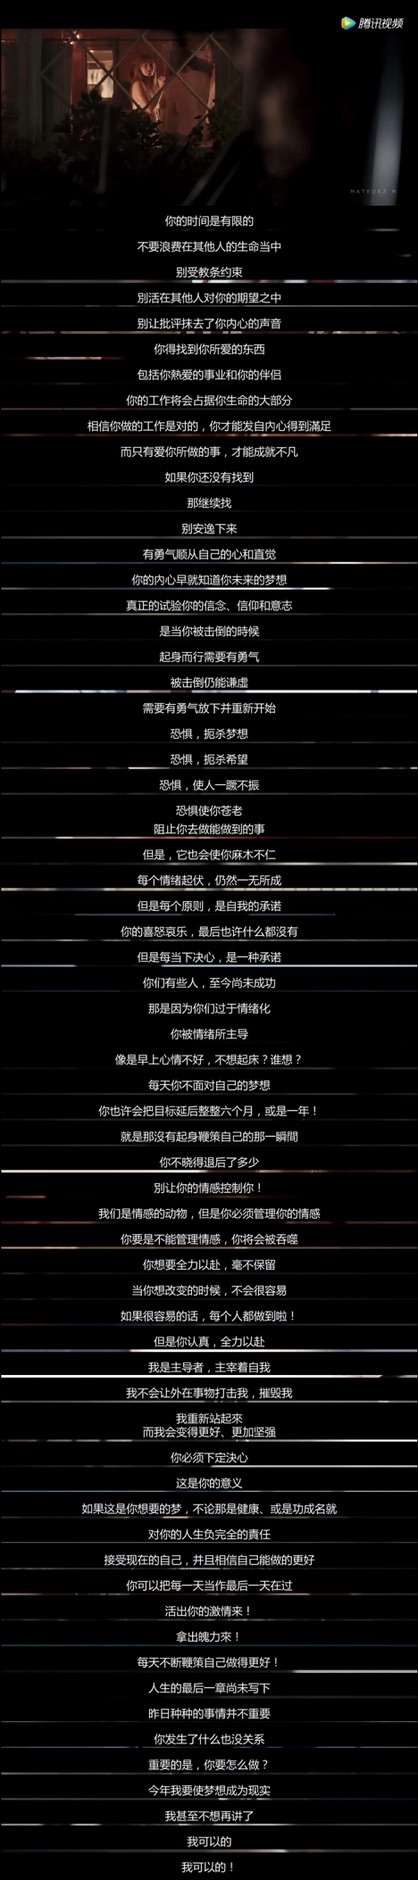 腾讯视频
MATEUSZ M
你的时间是有限的
不要浪费在其他人的生命当中
别受教条约束
別活在其他人对你的期望之中
别让批评抹去了你内心的声音
你得找到你所爱的东西
包括你熱爱的事业和你的伴侣
你的工作将会占据你生命的大部分
相信你做的工作是对的，你才能发自内心得到滿足
而只有爱你所做的事，才能成就不凡
如果你还没有找到
那继续找
别安逸下来
有勇气顺从自己的心和直觉
你的内心早就知道你未来的梦想
真正的试验你的信念、信仰和意志
是当你被击倒的時候
起身而行需要有勇气
被击倒仍能谦虚
需要有勇气放下并重新开始
恐惧，扼杀梦想
恐惧，扼杀希望
恐惧，使人一蹶不振
恐惧使你苍老
阻止你去做能做到的事
但是，它也会使你麻木不仁
每个情绪起伏，仍然一无所成
但是每个原则，是自我的承诺
你的喜怒哀乐，最后也许什么都沒有
但是每当下决心，是一种承诺
你们有些人，至今尚未成功
那是因为你们过于情绪化
你被情绪所主导
像是早上心情不好，不想起床？谁想？
每天你不面对自己的梦想
你也许会把目标延后整整六个月，或是一年！
就是那沒有起身鞭策自己的那一瞬間
你不晓得退后了多少
別让你的情感控制你！
我们是情感的动物，但是你必须管理你的情感
你要是不能管理情感，你将会被吞噬
你想要全力以赴，毫不保留
当你想改变的时候，不会很容易
如果很容易的话，每个人都做到啦！
但是你认真，全力以赴
我是主导者，主宰着自我
我不会让外在事物打击我，摧毁我
我重新站起來
而我会变得更好、更加坚强
你必须下定決心
这是你的意义
如果这是你想要的梦，不论那是健康、或是功成名就
对你的人生负完全的責任
接受现在的自己，并且相信自己能做的更好
你可以把每一天当作最后一天在过
活出你的激情来！
拿出魄力來！
每天不断鞭策自己做得更好！
人生的最后一章尚未写下
昨日种种的事情并不重要
你发生了什么也没关系
重要的是，你要怎么做？
今年我要使梦想成为现实
我甚至不想再讲了
我可以的
我可以的！